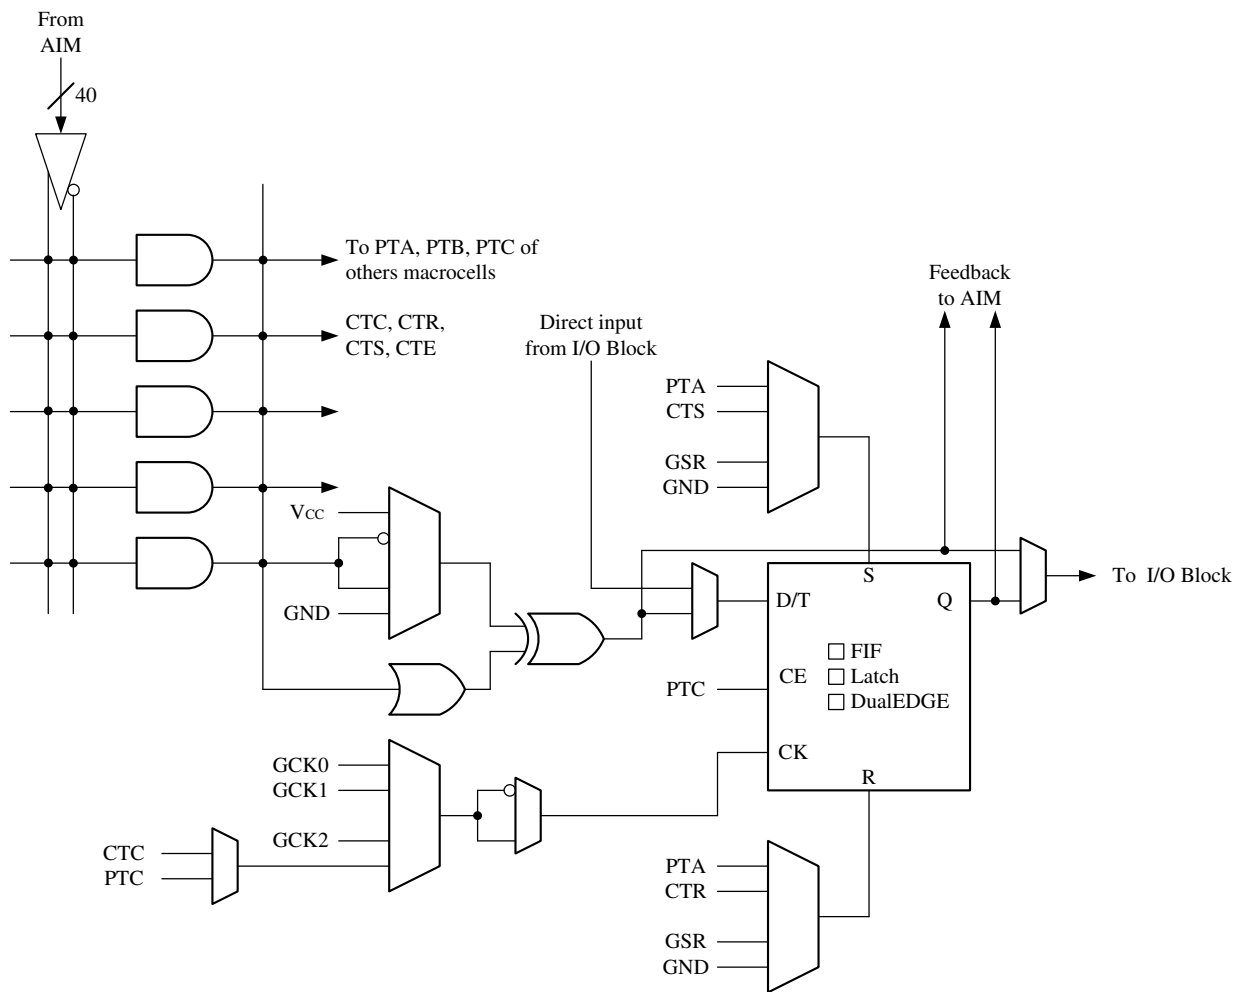 From
AIM
40
To PTA, PTB, PTC of
others macrocells
CTC, CTR,
CTS, CTE
Direct input
from I/O Block
Feedback
to AIM
PTA
CTS
GSR
GND
VCC
GND
S
D/T
Q
To I/O Block
FIF
CE
Latch
DualEDGE
PTC
CK
R
GCK0
GCK1
GCK2
CTC
PTC
PTA
CTR
GSR
GND